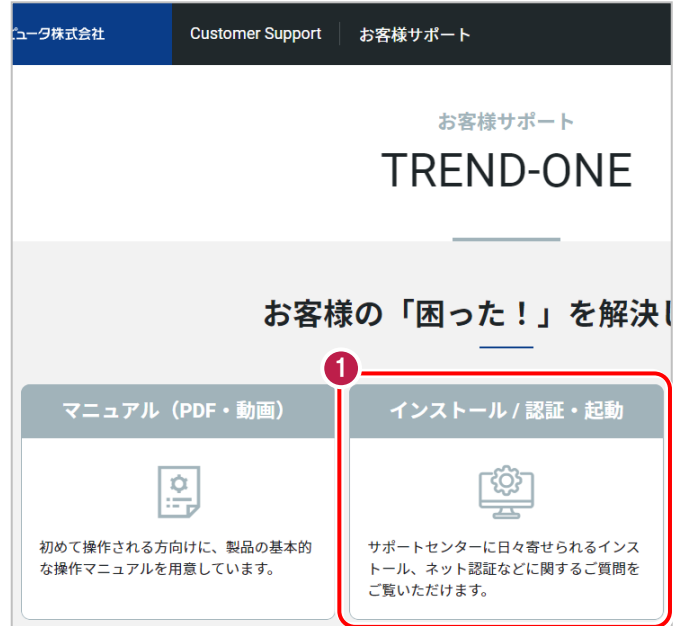 ピュータ株式会社
Customer Support
お客様サポート
お客様サポート
TREND-ONE
お客様の「困った！」を解決し
1
マニュアル（PDF・動画）
インストール / 認証・起動
初めて操作される方向けに、製品の基本的
な操作マニュアルを用意しています。
サポートセンターに日々寄せられるインス
トール、ネット認証などに関するご質問を
ご覧いただけます。